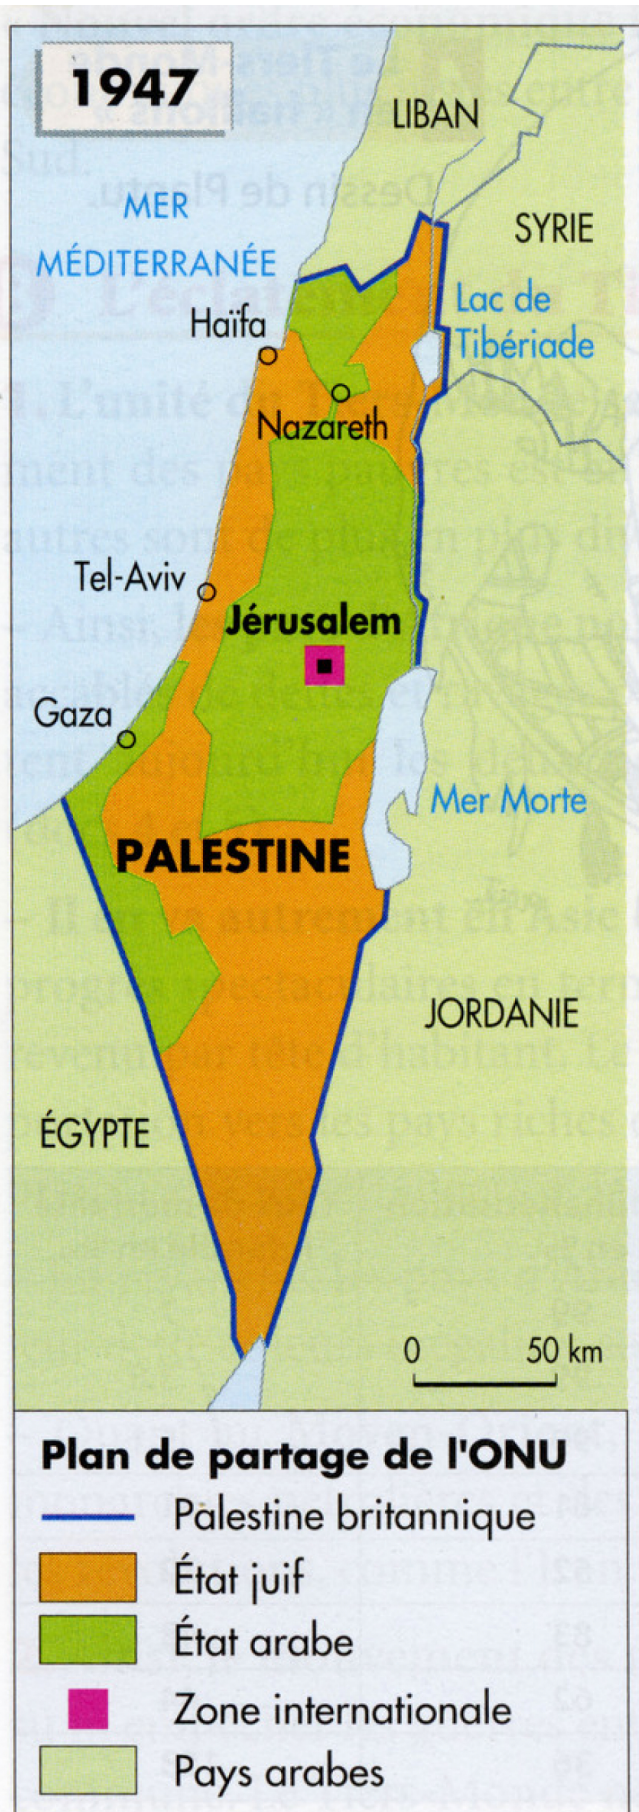 1947
LIBAN
MER
MÉDITERRANÉE
SYRIE
Haïfa
Lac de
Tibériade
Nazareth
Tel-Aviv
Jérusalem
Gaza
Mer Morte
PALESTINE
JORDANIE
ÉGYPTE
0 50 km
Plan de partage de l'ONU
Palestine britannique
État juif
État arabe
Zone internationale
Pays arabes